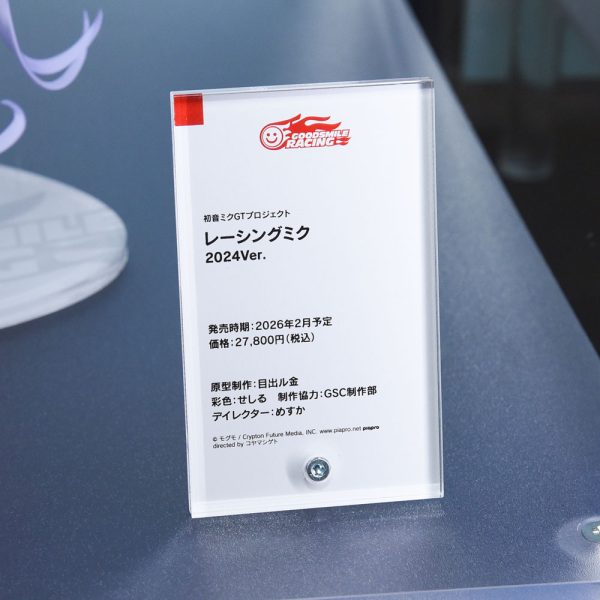 GOODSMILE
RACING
初音ミクGTプロジェクト
レーシングミク
2024Ver.
発売時期：2026年2月予定
価格：27,800円（税込）
原型制作：目出ル金
彩色：せしる　制作協力：GSC制作部
デイレクター：めすか
© モグモ / Crypton Future Media, INC. www.piapro.net piapro
directed by コヤマシゲト